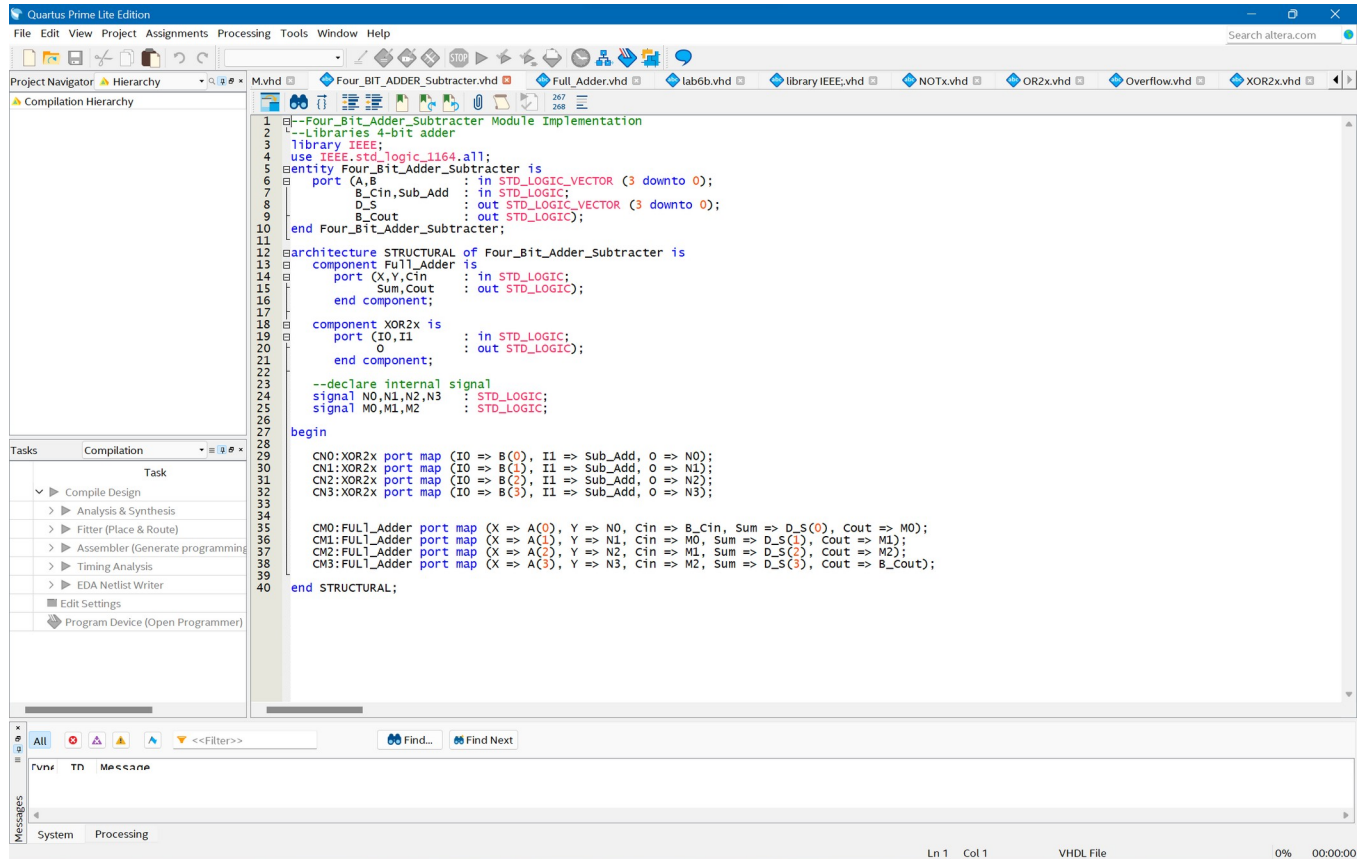 Quartus Prime Lite Edition
File Edit View Project Assignments Processing Tools Window Help
Search altera.com
Project Navigator Hierarchy
M.vhd Four_BIT_ADDER_Subtracter.vhd Full_Adder.vhd lab6b.vhd library IEEE;.vhd NOTx.vhd OR2x.vhd Overflow.vhd XOR2x.vhd
Compilation Hierarchy
267
268
1 --Four_Bit_Adder_Subtracter Module Implementation
2 --Libraries 4-bit adder
3 library IEEE;
4 use IEEE.std_logic_1164.all;
5 entity Four_Bit_Adder_Subtracter is
6 port (A,B : in STD_LOGIC_VECTOR (3 downto 0);
7 B_Cin,Sub_Add : in STD_LOGIC;
8 D_S : out STD_LOGIC_VECTOR (3 downto 0);
9 B_Cout : out STD_LOGIC);
10 end Four_Bit_Adder_Subtracter;
11
12 architecture STRUCTURAL of Four_Bit_Adder_Subtracter is
13 component Full_Adder is
14 port (X,Y,Cin : in STD_LOGIC;
15 Sum,Cout : out STD_LOGIC);
16 end component;
17
18 component XOR2x is
19 port (I0,I1 : in STD_LOGIC;
20 O : out STD_LOGIC);
21 end component;
22
23 --declare internal signal
24 signal N0,N1,N2,N3 : STD_LOGIC;
25 signal M0,M1,M2 : STD_LOGIC;
26
27 begin
28
29 CN0:XOR2x port map (I0 => B(0), I1 => Sub_Add, O => N0);
30 CN1:XOR2x port map (I0 => B(1), I1 => Sub_Add, O => N1);
31 CN2:XOR2x port map (I0 => B(2), I1 => Sub_Add, O => N2);
32 CN3:XOR2x port map (I0 => B(3), I1 => Sub_Add, O => N3);
33
34
35 CM0:FUll_Adder port map (X => A(0), Y => N0, Cin => B_Cin, Sum => D_S(0), Cout => M0);
36 CM1:FUll_Adder port map (X => A(1), Y => N1, Cin => M0, Sum => D_S(1), Cout => M1);
37 CM2:FUll_Adder port map (X => A(2), Y => N2, Cin => M1, Sum => D_S(2), Cout => M2);
38 CM3:FUll_Adder port map (X => A(3), Y => N3, Cin => M2, Sum => D_S(3), Cout => B_Cout);
39
40 end STRUCTURAL;
Tasks Compilation
Task
Compile Design
Analysis & Synthesis
Fitter (Place & Route)
Assembler (Generate programming
Timing Analysis
EDA Netlist Writer
Edit Settings
Program Device (Open Programmer)
All <<Filter>> Find... Find Next
Type ID Message
Messages
System Processing
Ln 1 Col 1 VHDL File 0% 00:00:00